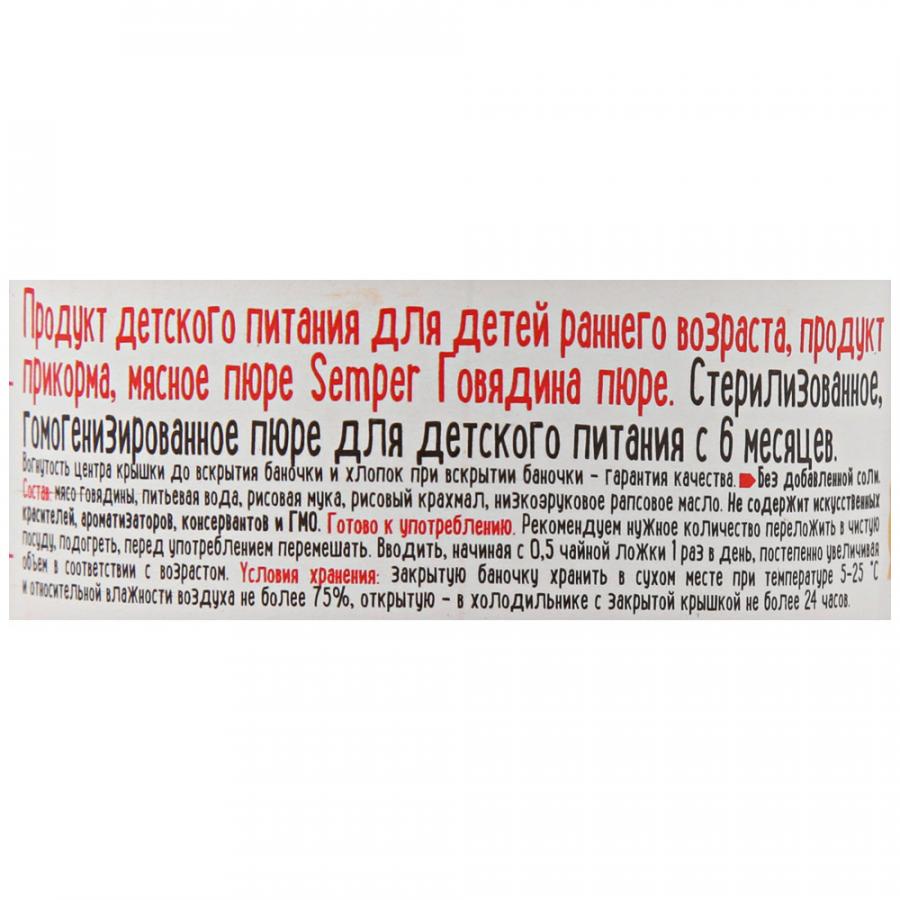 Продукт детского питания для детей раннего возраста, продукт
прикорма, мясное пюре Semper Говядина пюре. Стерилизованное,
гомогенизированное пюре для детского питания с 6 месяцев.
Вогнутость центра крышки до вскрытия баночки и хлопок при вскрытии баночки – гарантия качества. Без добавленной соли.
Состав: мясо говядины, питьевая вода, рисовая мука, рисовый крахмал, низкоэруковое рапсовое масло. Не содержит искусственных
красителей, ароматизаторов, консервантов и ГМО. Готово к употреблению. Рекомендуем нужное количество переложить в чистую
посуду, подогреть, перед употреблением перемешать. Вводить, начиная с 0,5 чайной ложки 1 раз в день, постепенно увеличивая
объем в соответствии с возрастом. Условия хранения: закрытую баночку хранить в сухом месте при температуре 5-25 °С
и относительной влажности воздуха не более 75%, открытую – в холодильнике с закрытой крышкой не более 24 часов.